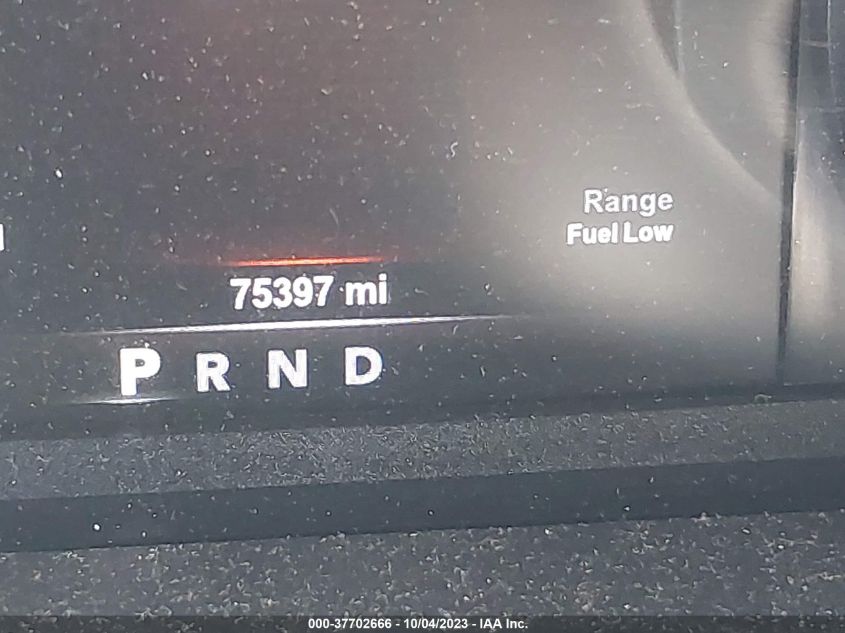 Range
Fuel Low
75397 mi
P R N D
000-37702666 - 10/04/2023 - IAA Inc.